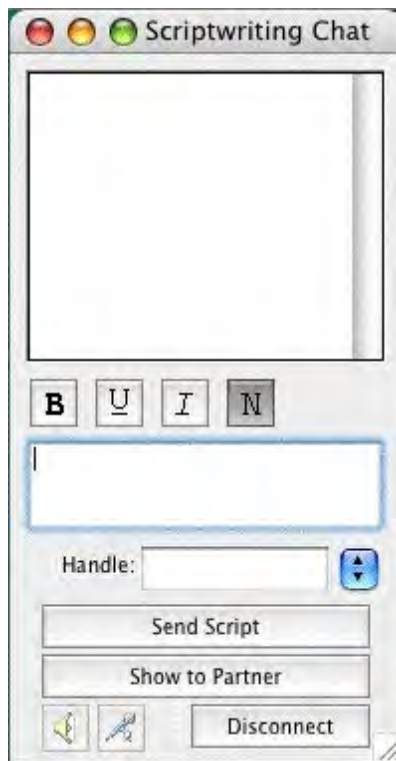 Scriptwriting Chat
B U I N
Handle:
Send Script
Show to Partner
Disconnect